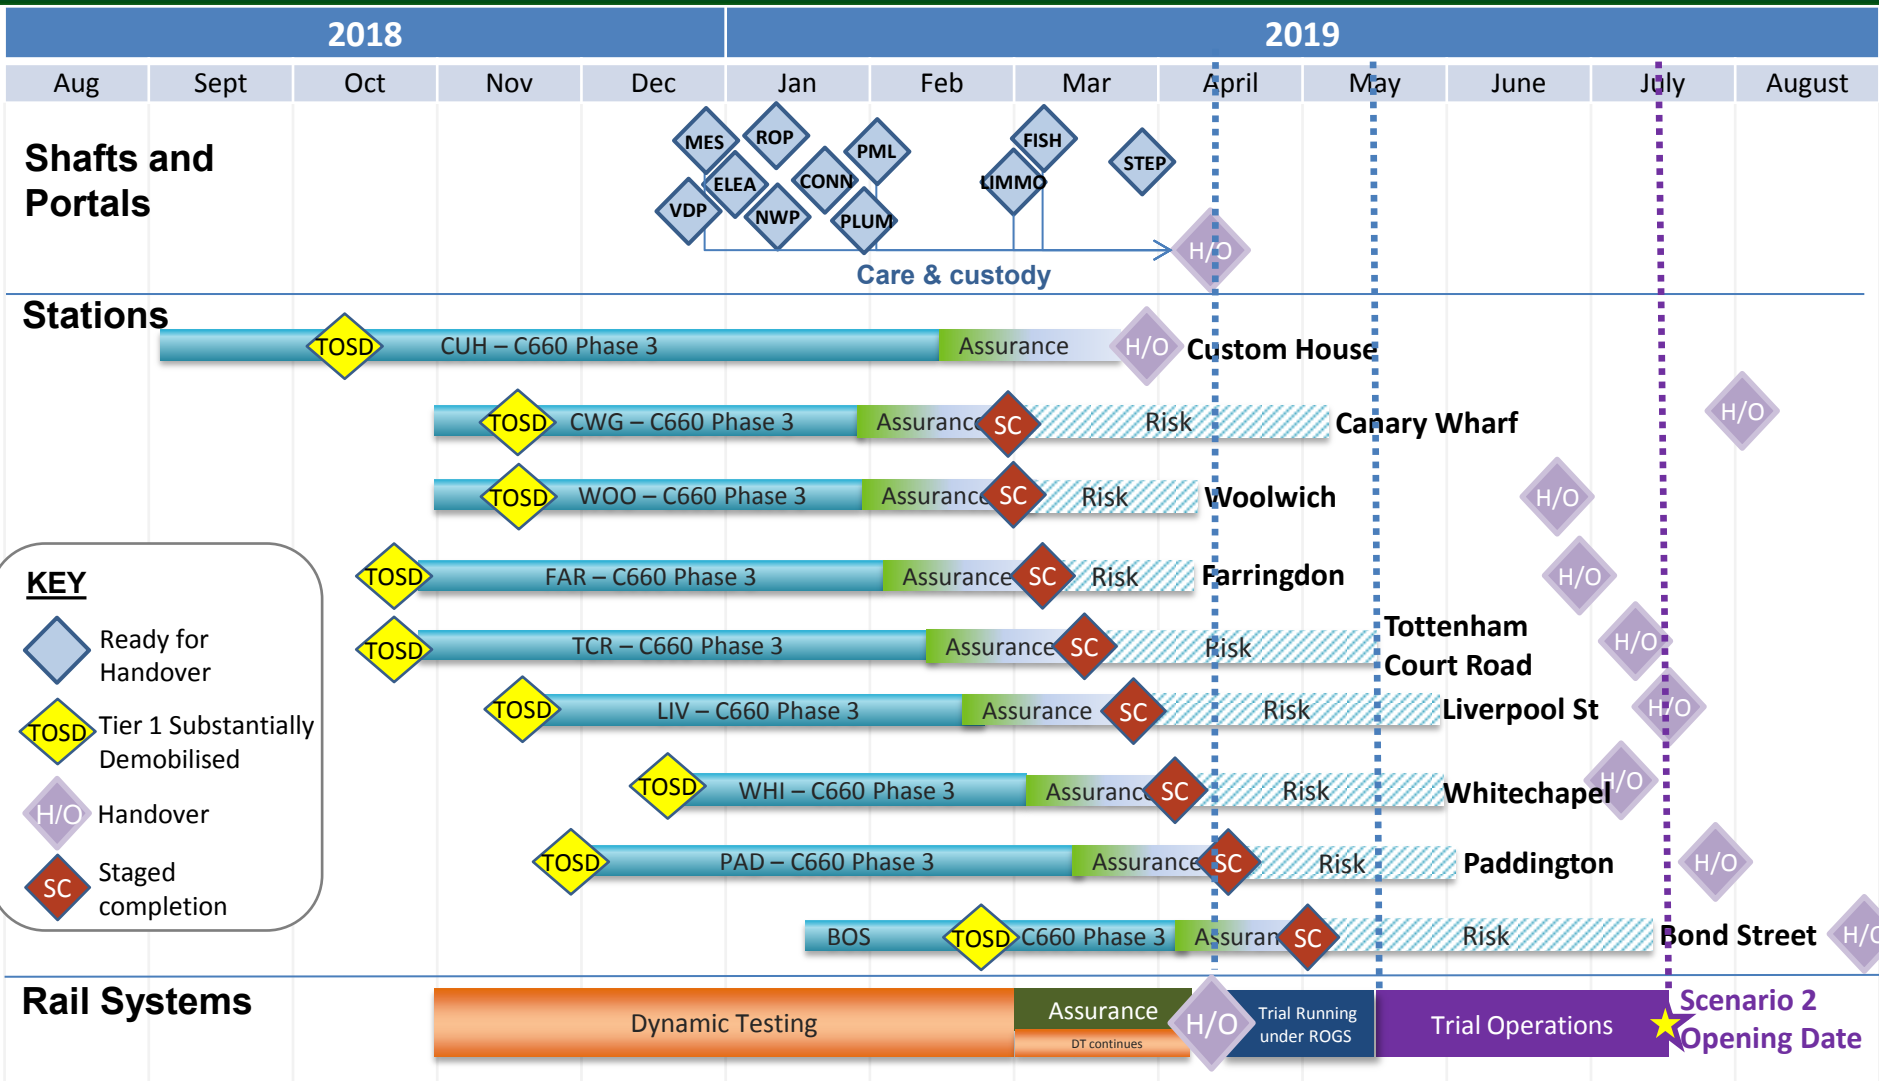 2018 2019
Aug Sept Oct Nov Dec Jan Feb Mar April May June July August
Shafts and
Portals
MES ROP PML FISH
ELEA CONN LIMMO STEP
VDP NWP PLUM
H/O
Care & custody
Stations
TOSD CUH – C660 Phase 3 Assurance H/O Custom House
TOSD CWG – C660 Phase 3 Assurance SC Risk Canary Wharf H/O
TOSD WOO – C660 Phase 3 Assurance SC Risk Woolwich H/O
TOSD FAR – C660 Phase 3 Assurance SC Risk Farringdon H/O
TOSD TCR – C660 Phase 3 Assurance SC Risk Tottenham
Court Road H/O
TOSD LIV – C660 Phase 3 Assurance SC Risk Liverpool St H/O
TOSD WHI – C660 Phase 3 Assurance SC Risk Whitechapel H/O
TOSD PAD – C660 Phase 3 Assurance SC Risk Paddington H/O
BOS TOSD C660 Phase 3 Assuran SC Risk Bond Street H/O
KEY
Ready for
Handover
TOSD Tier 1 Substantially
Demobilised
H/O Handover
SC Staged
completion
Rail Systems
Dynamic Testing
Assurance
DT continues
H/O
Trial Running
under ROGS
Trial Operations
Scenario 2
Opening Date